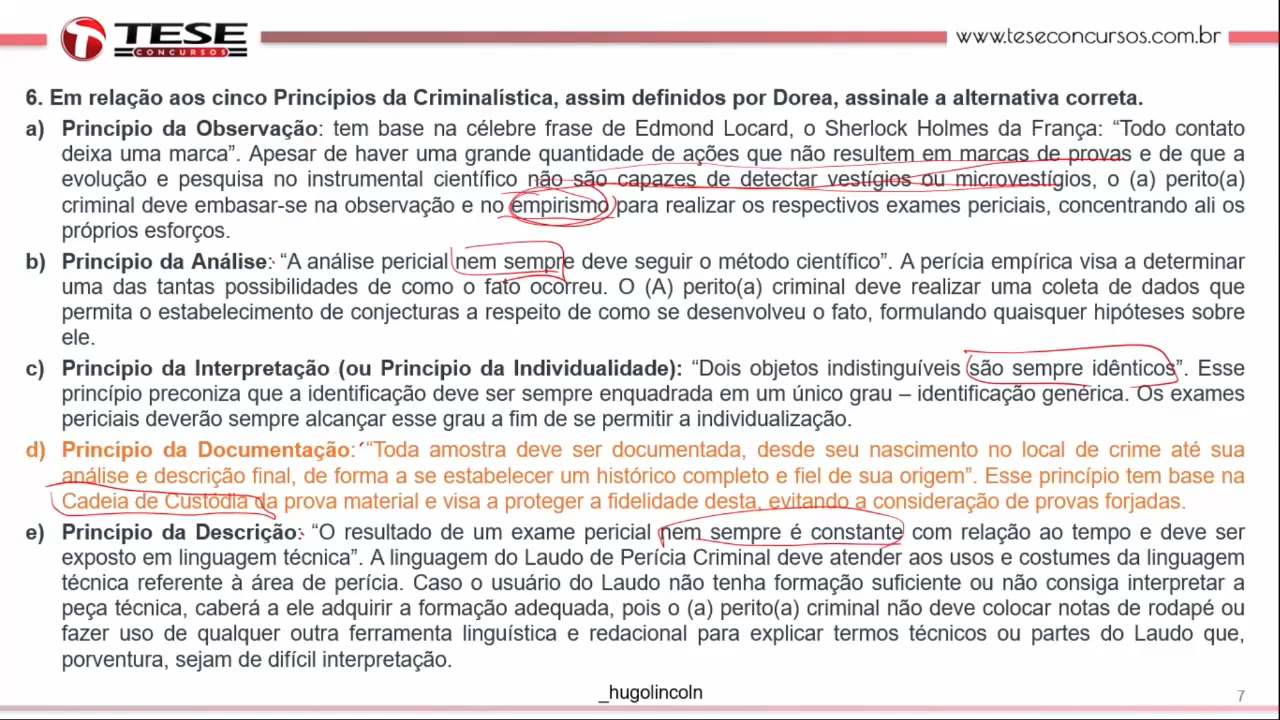 TESE
CONCURSOS
www.teseconcursos.com.br
6. Em relação aos cinco Princípios da Criminalística, assim definidos por Dorea, assinale a alternativa correta.
a) Princípio da Observação: tem base na célebre frase de Edmond Locard, o Sherlock Holmes da França: “Todo contato
deixa uma marca”. Apesar de haver uma grande quantidade de ações que não resultem em marcas de provas e de que a
evolução e pesquisa no instrumental científico não são capazes de detectar vestígios ou microvestígios, o (a) perito(a)
criminal deve embasar-se na observação e no empirismo para realizar os respectivos exames periciais, concentrando ali os
próprios esforços.
b) Princípio da Análise: “A análise pericial nem sempre deve seguir o método científico”. A perícia empírica visa a determinar
uma das tantas possibilidades de como o fato ocorreu. O (A) perito(a) criminal deve realizar uma coleta de dados que
permita o estabelecimento de conjecturas a respeito de como se desenvolveu o fato, formulando quaisquer hipóteses sobre
ele.
c) Princípio da Interpretação (ou Princípio da Individualidade): “Dois objetos indistinguíveis são sempre idênticos”. Esse
princípio preconiza que a identificação deve ser sempre enquadrada em um único grau – identificação genérica. Os exames
periciais deverão sempre alcançar esse grau a fim de se permitir a individualização.
d) Princípio da Documentação: “Toda amostra deve ser documentada, desde seu nascimento no local de crime até sua
análise e descrição final, de forma a se estabelecer um histórico completo e fiel de sua origem”. Esse princípio tem base na
Cadeia de Custódia da prova material e visa a proteger a fidelidade desta, evitando a consideração de provas forjadas.
e) Princípio da Descrição: “O resultado de um exame pericial nem sempre é constante com relação ao tempo e deve ser
exposto em linguagem técnica”. A linguagem do Laudo de Perícia Criminal deve atender aos usos e costumes da linguagem
técnica referente à área de perícia. Caso o usuário do Laudo não tenha formação suficiente ou não consiga interpretar a
peça técnica, caberá a ele adquirir a formação adequada, pois o (a) perito(a) criminal não deve colocar notas de rodapé ou
fazer uso de qualquer outra ferramenta linguística e redacional para explicar termos técnicos ou partes do Laudo que,
porventura, sejam de difícil interpretação.
_hugolincoln
7